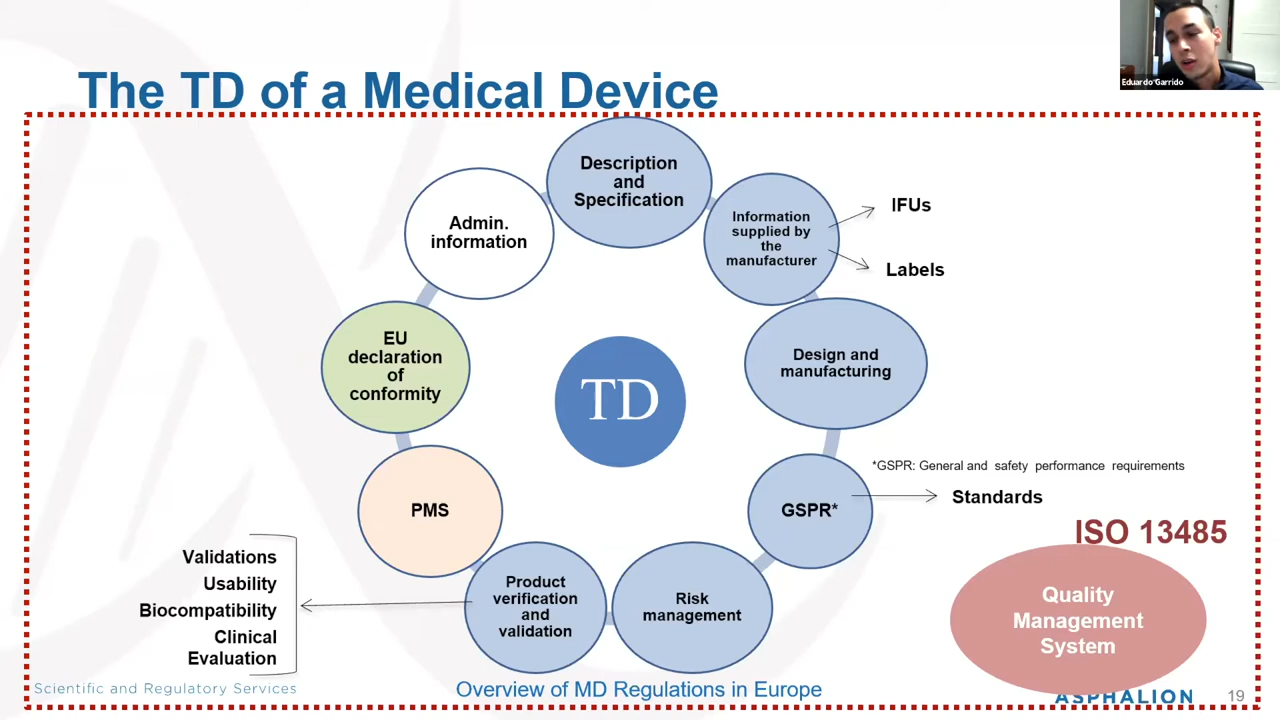 Eduardo Garrido
The TD of a Medical Device
Description
and
Specification
Information
supplied by
the
manufacturer
IFUs
Labels
Design and
manufacturing
*GSPR: General and safety performance requirements
GSPR*
Standards
ISO 13485
Quality
Management
System
Risk
management
Product
verification
and
validation
Validations
Usability
Biocompatibility
Clinical
Evaluation
PMS
EU
declaration
of
conformity
Admin.
information
TD
Scientific and Regulatory Services
Overview of MD Regulations in Europe
ASPHALION
19